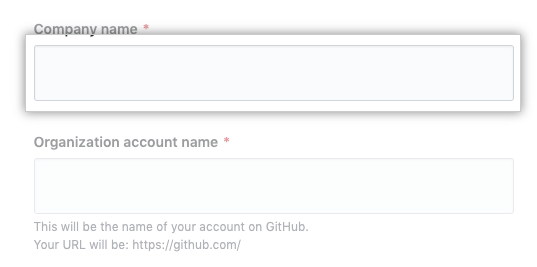 Company name *
Organization account name *
This will be the name of your account on GitHub.
Your URL will be: https://github.com/